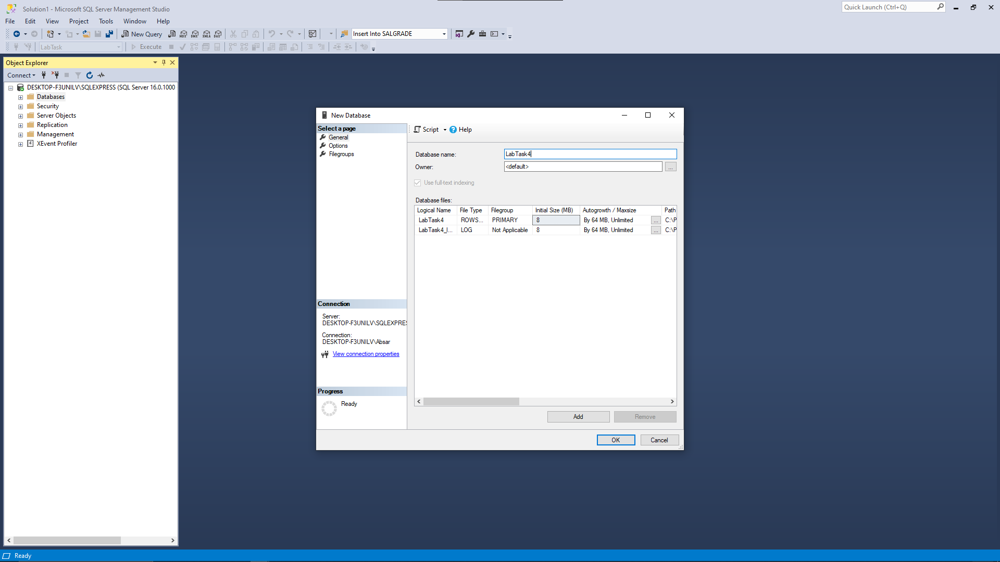 Solution1 - Microsoft SQL Server Management Studio
Quick Launch (Ctrl+Q)
File Edit View Project Tools Window Help
New Query MDX DMX XMLA DAX Insert Into SALGRADE
LabTask Execute
Object Explorer
Connect
DESKTOP-F3UNILV\SQLEXPRESS (SQL Server 16.0.1000
Databases
Security
Server Objects
Replication
Management
XEvent Profiler
New Database
Select a page
General
Options
Filegroups
Script Help
Database name: LabTask4
Owner: <default> ...
Use full-text indexing
Database files:
Logical Name File Type Filegroup Initial Size (MB) Autogrowth / Maxsize Path
LabTask4 ROWS... PRIMARY 8 By 64 MB, Unlimited ... C:\P
LabTask4_l... LOG Not Applicable 8 By 64 MB, Unlimited ... C:\P
Connection
Server:
DESKTOP-F3UNILV\SQLEXPRES
Connection:
DESKTOP-F3UNILV\Absar
View connection properties
Progress
Ready
Add Remove
OK Cancel
Ready